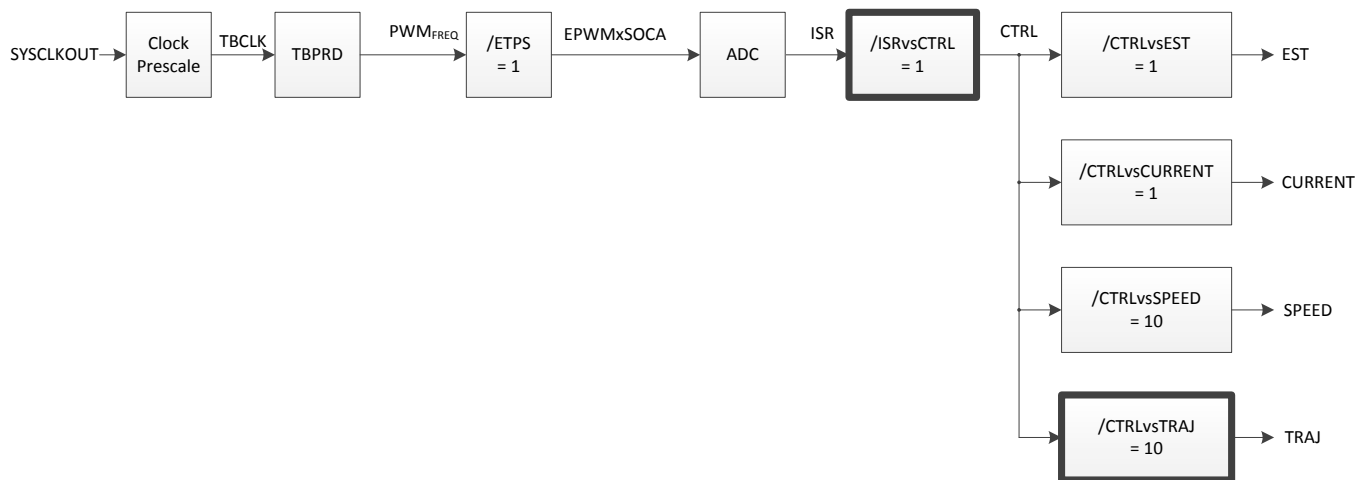 SYSCLKOUT
Clock
Prescale
TBCLK
TBPRD
PWMFREQ
/ETPS
= 1
EPWMxSOCA
ADC
ISR
/ISRvsCTRL
= 1
CTRL
/CTRLvsEST
= 1
EST
/CTRLvsCURRENT
= 1
CURRENT
/CTRLvsSPEED
= 10
SPEED
/CTRLvsTRAJ
= 10
TRAJ